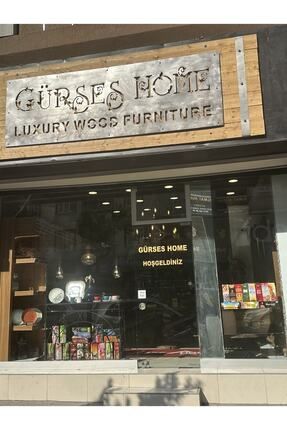 GÜRSES HOME
LUXURY WOOD FURNITURE
GÜRSES HOME
HOŞGELDİNİZ